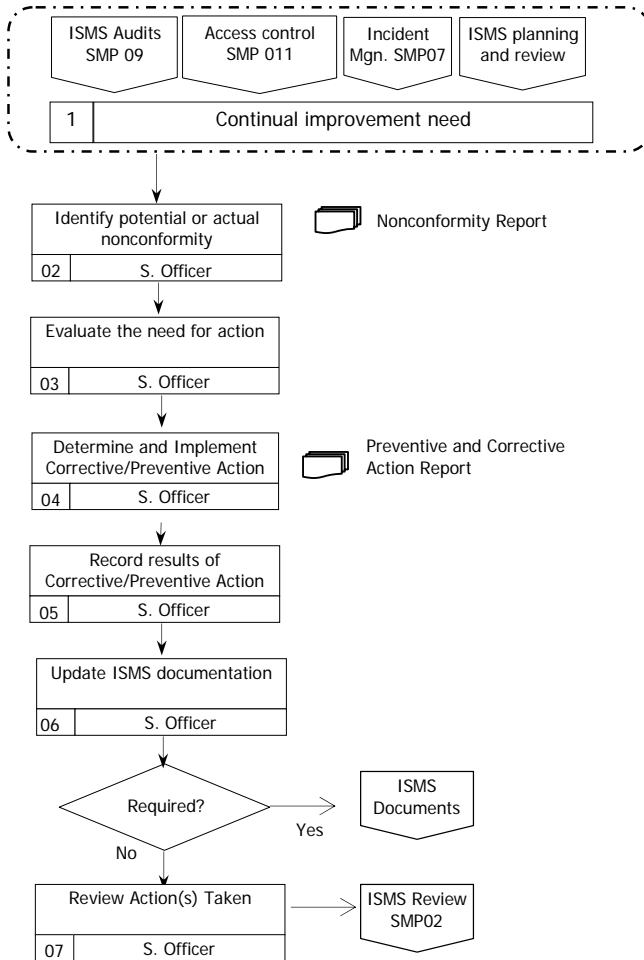 ISMS Audits
SMP 09
Access control
SMP 011
Incident
Mgn. SMP07
ISMS planning
and review
1
Continual improvement need
Identify potential or actual
nonconformity
02
S. Officer
Nonconformity Report
Evaluate the need for action
03
S. Officer
Determine and Implement
Corrective/Preventive Action
04
S. Officer
Preventive and Corrective
Action Report
Record results of
Corrective/Preventive Action
05
S. Officer
Update ISMS documentation
06
S. Officer
Required?
Yes
ISMS
Documents
No
Review Action(s) Taken
07
S. Officer
ISMS Review
SMP02